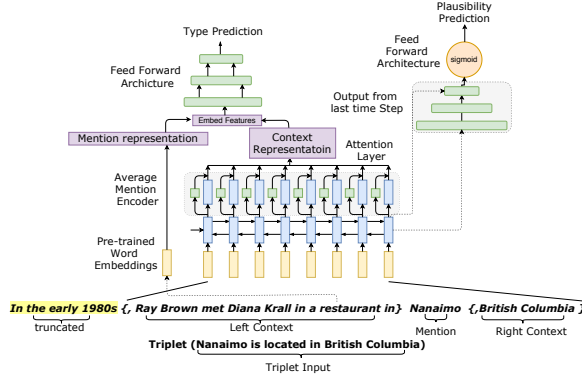 Plausibility
Prediction
Type Prediction
Feed Forward
Archicture
Feed
Forward
Architecture
sigmoid
Output from
last time Step
Embed Features
Mention representation
Context
Representatoin
Attention
Layer
Average
Mention
Encoder
Pre-trained
Word
Embeddings
In the early 1980s {, Ray Brown met Diana Krall in a restaurant in} Nanaimo {,British Columbia }
truncated
Left Context
Mention
Right Context
Triplet (Nanaimo is located in British Columbia)
Triplet Input